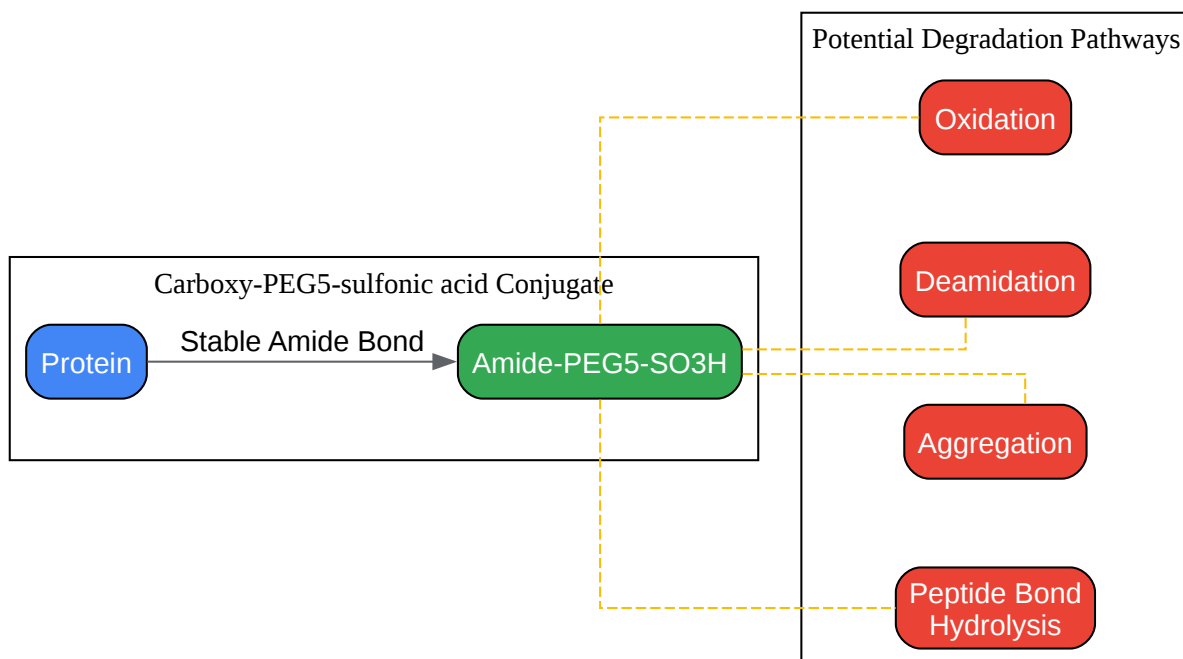 Potential Degradation Pathways
Oxidation
Deamidation
Carboxy-PEG5-sulfonic acid Conjugate
Protein
Stable Amide Bond
Amide-PEG5-SO3H
Aggregation
Peptide Bond
Hydrolysis